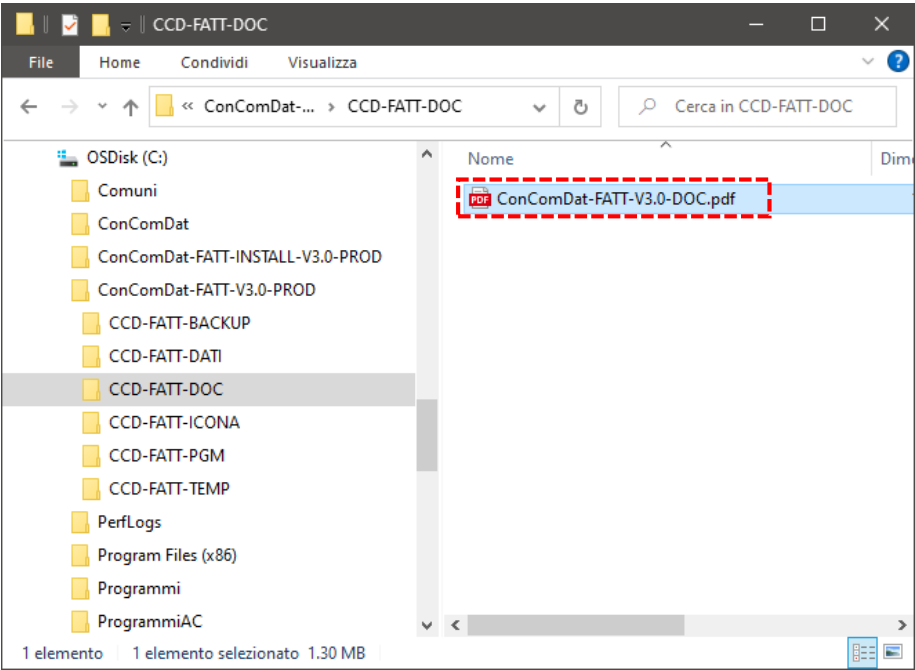 CCD-FATT-DOC
File Home Condividi Visualizza
?
« ConComDat-... › CCD-FATT-DOC
Cerca in CCD-FATT-DOC
OSDisk (C:)
Comuni
ConComDat
ConComDat-FATT-INSTALL-V3.0-PROD
ConComDat-FATT-V3.0-PROD
CCD-FATT-BACKUP
CCD-FATT-DATI
CCD-FATT-DOC
CCD-FATT-ICONA
CCD-FATT-PGM
CCD-FATT-TEMP
PerfLogs
Program Files (x86)
Programmi
ProgrammiAC
Nome
PDF ConComDat-FATT-V3.0-DOC.pdf
1 elemento 1 elemento selezionato 1.30 MB